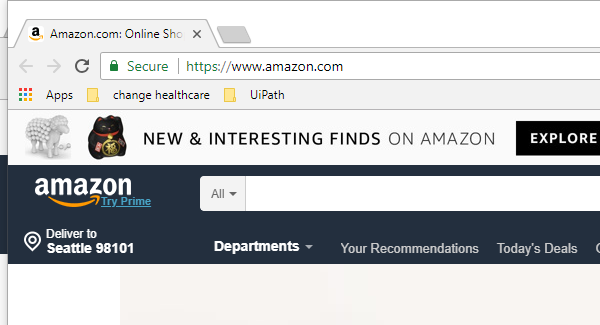 Amazon.com: Online Sho
Secure https://www.amazon.com
Apps change healthcare UiPath
NEW & INTERESTING FINDS ON AMAZON EXPLORE
amazon
Try Prime
All
Deliver to
Seattle 98101
Departments Your Recommendations Today's Deals